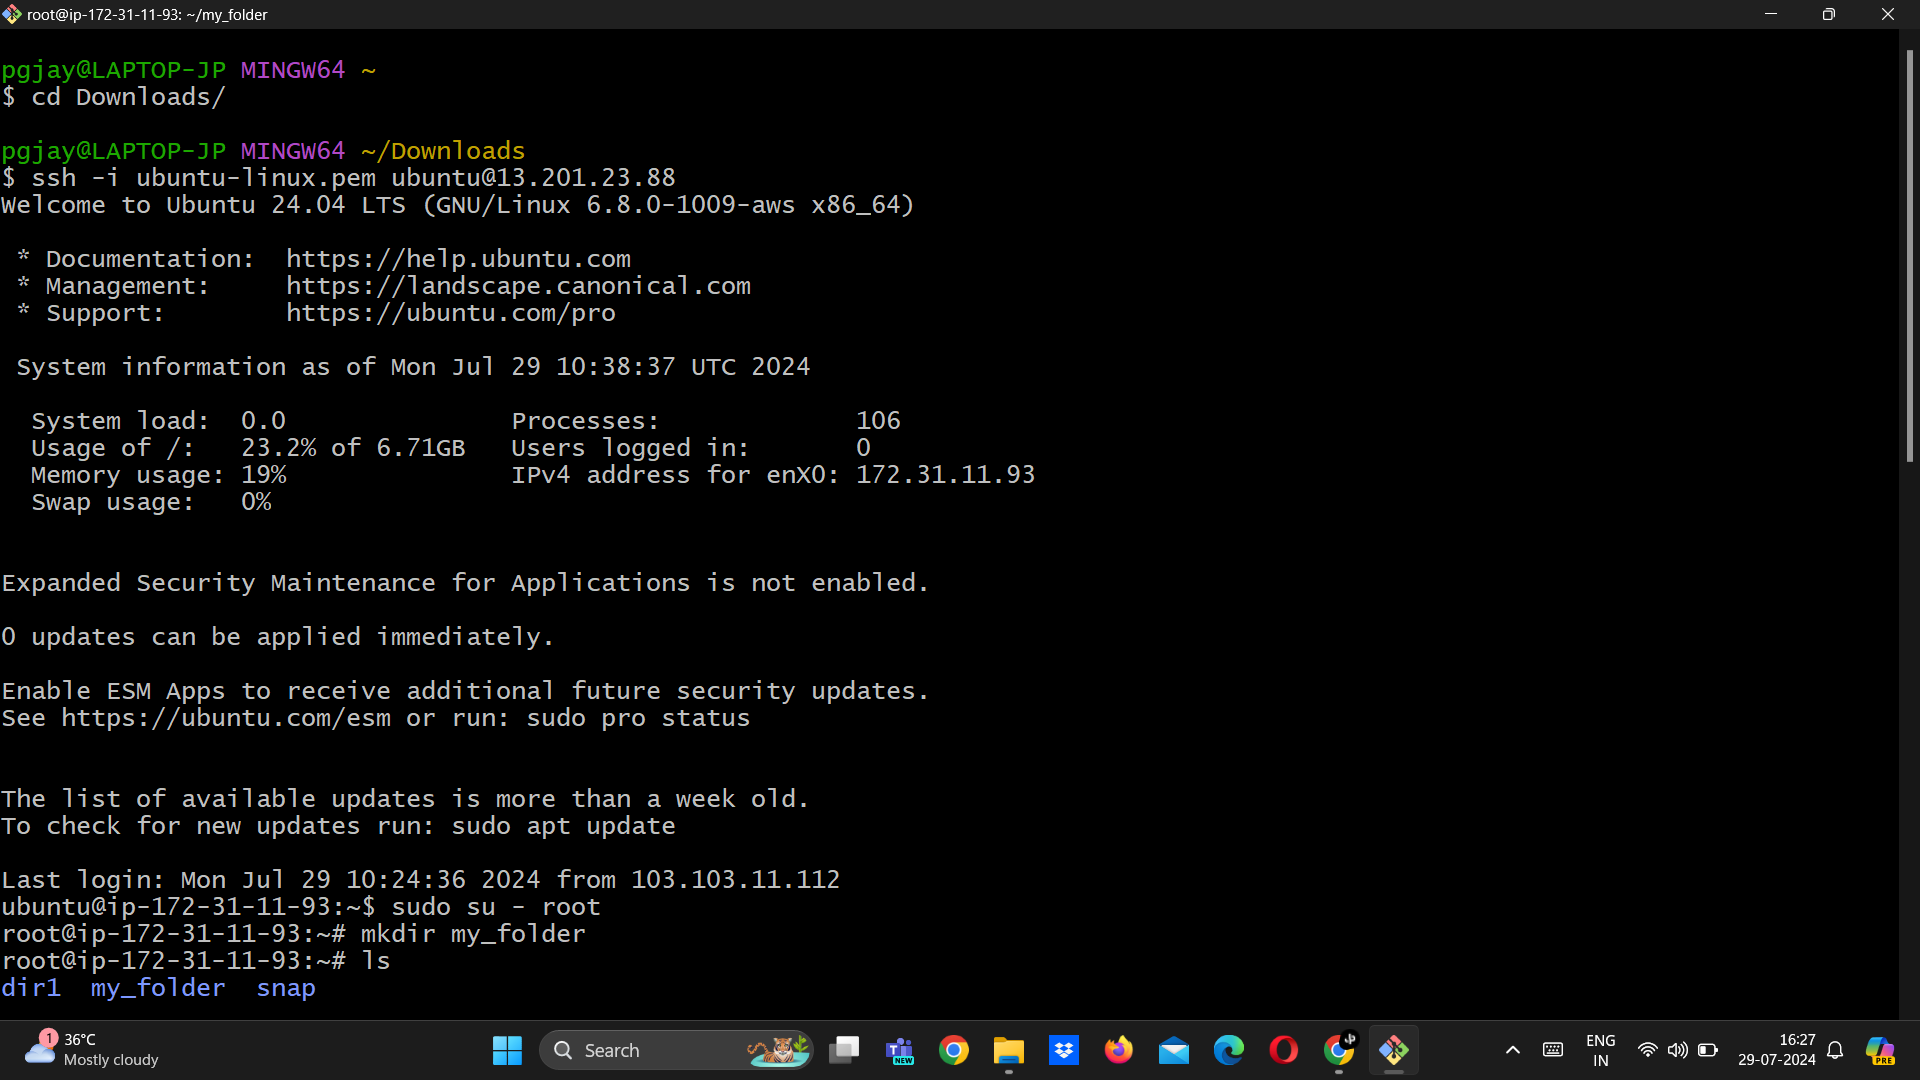 root@ip-172-31-11-93: ~/my_folder
pgjay@LAPTOP-JP MINGW64 ~
$ cd Downloads/
pgjay@LAPTOP-JP MINGW64 ~/Downloads
$ ssh -i ubuntu-linux.pem ubuntu@13.201.23.88
Welcome to Ubuntu 24.04 LTS (GNU/Linux 6.8.0-1009-aws x86_64)
* Documentation:  https://help.ubuntu.com
* Management:     https://landscape.canonical.com
* Support:        https://ubuntu.com/pro
System information as of Mon Jul 29 10:38:37 UTC 2024
System load:  0.0               Processes:             106
Usage of /:   23.2% of 6.71GB   Users logged in:       0
Memory usage: 19%               IPv4 address for enX0: 172.31.11.93
Swap usage:   0%
Expanded Security Maintenance for Applications is not enabled.
0 updates can be applied immediately.
Enable ESM Apps to receive additional future security updates.
See https://ubuntu.com/esm or run: sudo pro status
The list of available updates is more than a week old.
To check for new updates run: sudo apt update
Last login: Mon Jul 29 10:24:36 2024 from 103.103.11.112
ubuntu@ip-172-31-11-93:~$ sudo su - root
root@ip-172-31-11-93:~# mkdir my_folder
root@ip-172-31-11-93:~# ls
dir1  my_folder  snap
1
36°C
Mostly cloudy
Search
NEW
ENG
IN
16:27
29-07-2024
PRE